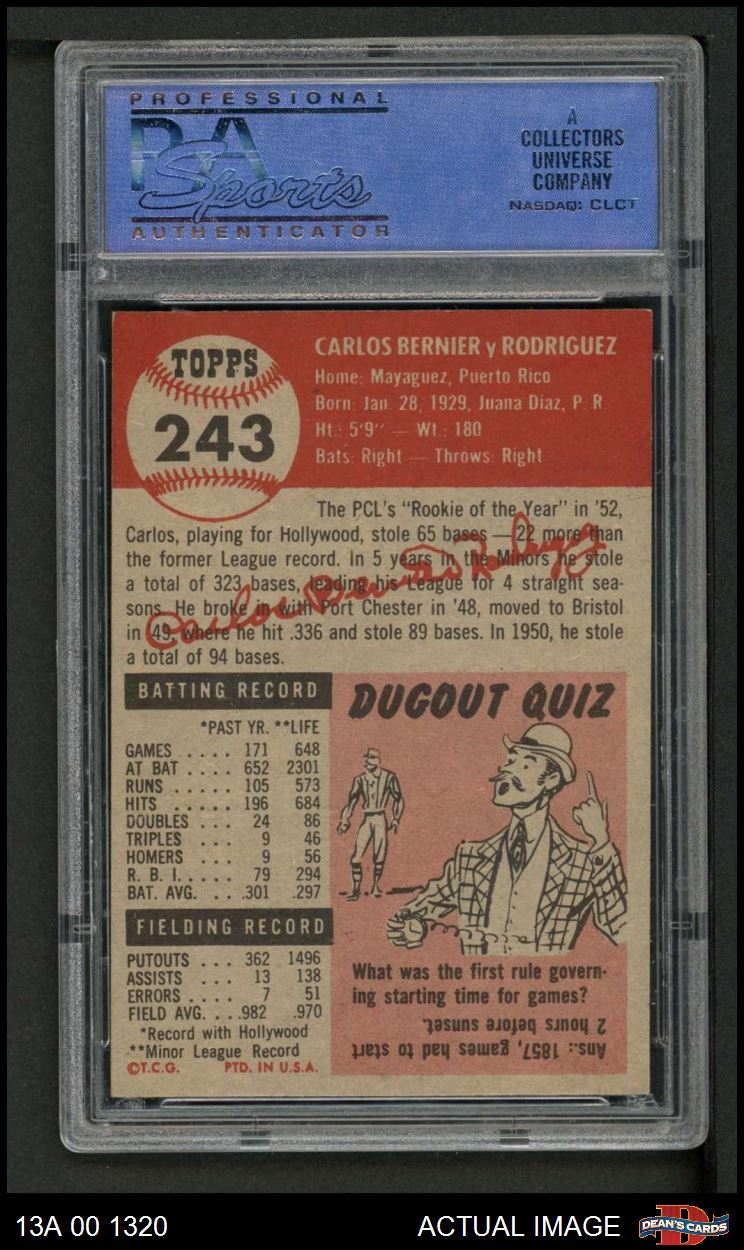 PROFESSIONAL
PSA
Sports
AUTHENTICATOR
A
COLLECTORS
UNIVERSE
COMPANY
NASDAQ: CLCT
TOPPS
243
CARLOS BERNIER y RODRIGUEZ
Home: Mayaguez, Puerto Rico
Born: Jan. 28, 1929, Juana Diaz, P. R.
Ht.: 5'9" — Wt.: 180
Bats: Right — Throws: Right
The PCL's "Rookie of the Year" in '52,
Carlos, playing for Hollywood, stole 65 bases — 22 more than
the former League record. In 5 years in the Minors he stole
a total of 323 bases, leading his League for 4 straight sea-
sons. He broke in with Port Chester in '48, moved to Bristol
in '49, where he hit .336 and stole 89 bases. In 1950, he stole
a total of 94 bases.
Carlos Bernier Rodriguez
BATTING RECORD
*PAST YR. **LIFE
GAMES .... 171 648
AT BAT .... 652 2301
RUNS .... 105 573
HITS ..... 196 684
DOUBLES ... 24 86
TRIPLES ... 9 46
HOMERS ... 9 56
R. B. I. .... 79 294
BAT. AVG. ... .301 .297
FIELDING RECORD
PUTOUTS ... 362 1496
ASSISTS ... 13 138
ERRORS .... 7 51
FIELD AVG. ... .982 .970
*Record with Hollywood
**Minor League Record
©T.C.G. PTD. IN U.S.A.
DUGOUT QUIZ
What was the first rule govern-
ing starting time for games?
Ans.: 1857, games had to start
2 hours before sunset.
13A 00 1320
ACTUAL IMAGE
D
DEAN'S CARDS